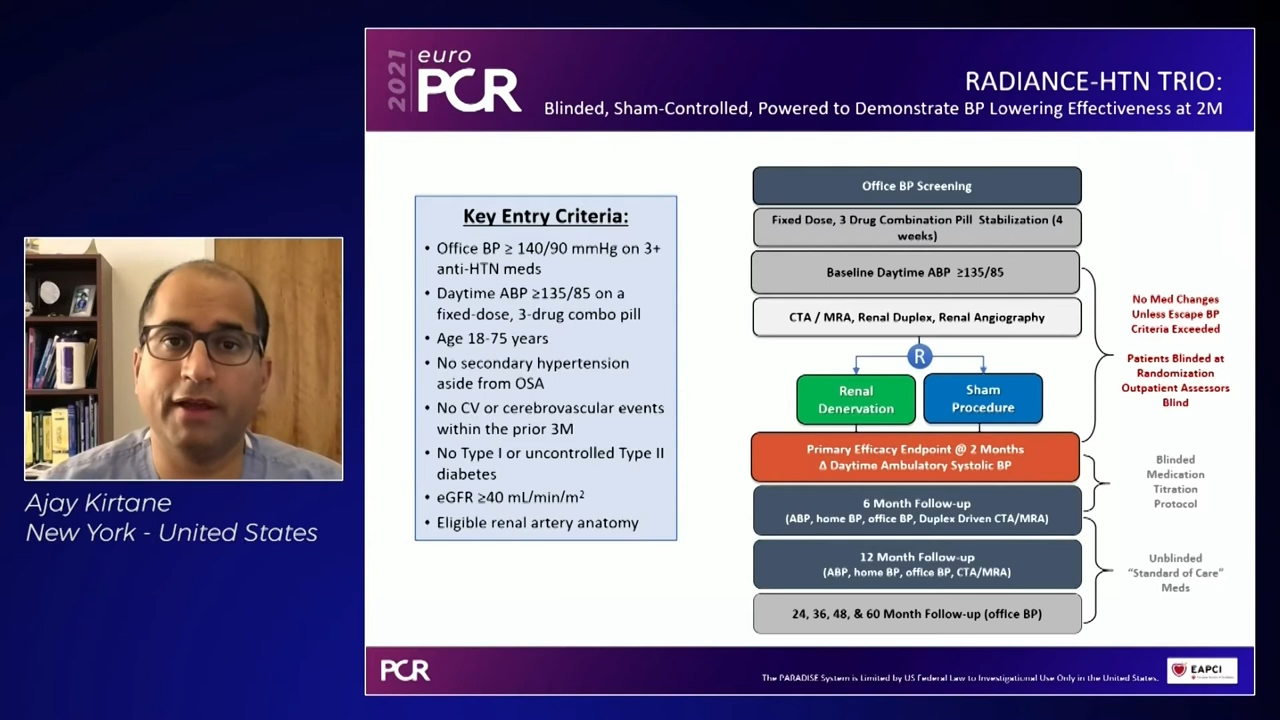 2021
euro
PCR
RADIANCE-HTN TRIO:
Blinded, Sham-Controlled, Powered to Demonstrate BP Lowering Effectiveness at 2M
Key Entry Criteria:
• Office BP ≥ 140/90 mmHg on 3+
anti-HTN meds
• Daytime ABP ≥135/85 on a
fixed-dose, 3-drug combo pill
• Age 18-75 years
• No secondary hypertension
aside from OSA
• No CV or cerebrovascular events
within the prior 3M
• No Type I or uncontrolled Type II
diabetes
• eGFR ≥40 mL/min/m²
• Eligible renal artery anatomy
Office BP Screening
Fixed Dose, 3 Drug Combination Pill Stabilization (4
weeks)
Baseline Daytime ABP ≥135/85
CTA / MRA, Renal Duplex, Renal Angiography
R
Renal
Denervation
Sham
Procedure
Primary Efficacy Endpoint @ 2 Months
Δ Daytime Ambulatory Systolic BP
6 Month Follow-up
(ABP, home BP, office BP, Duplex Driven CTA/MRA)
12 Month Follow-up
(ABP, home BP, office BP, CTA/MRA)
24, 36, 48, & 60 Month Follow-up (office BP)
No Med Changes
Unless Escape BP
Criteria Exceeded
Patients Blinded at
Randomization
Outpatient Assessors
Blind
Blinded
Medication
Titration
Protocol
Unblinded
“Standard of Care”
Meds
Ajay Kirtane
New York - United States
PCR
The PARADISE System is Limited by US Federal Law to Investigational Use Only in the United States.
EAPCI